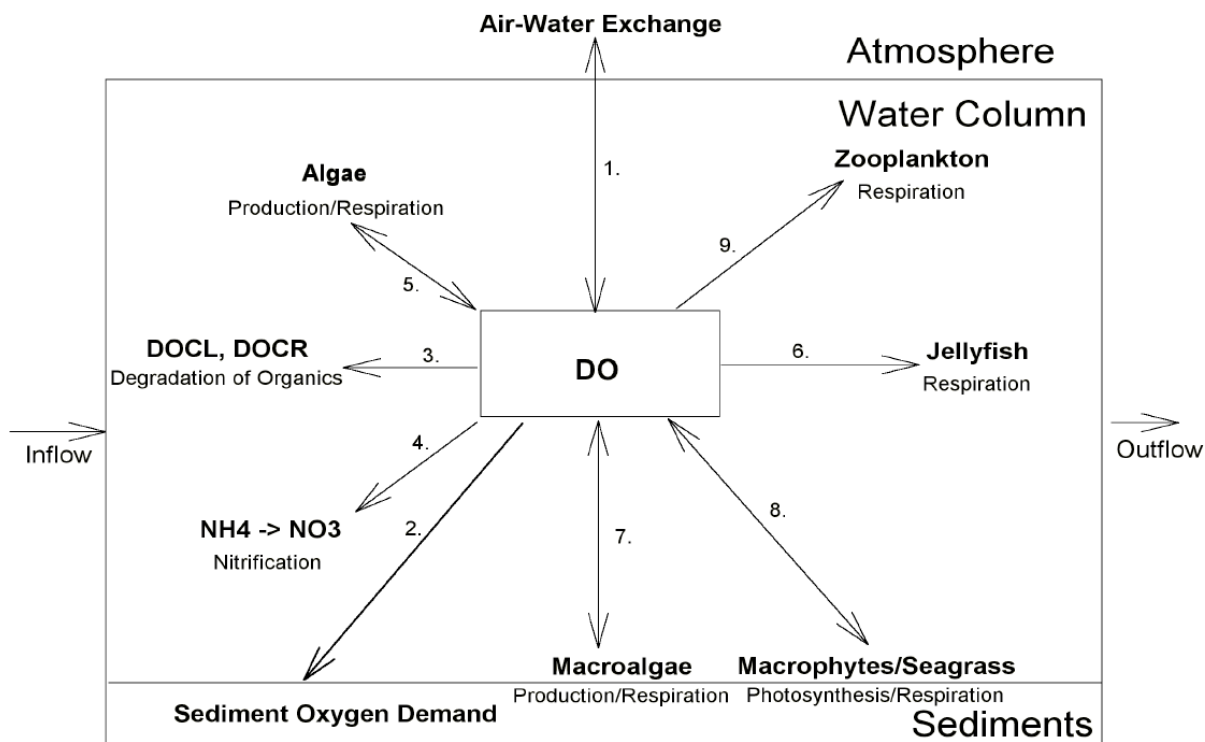 Air-Water Exchange
Atmosphere
Water Column
Zooplankton
Respiration
Algae
Production/Respiration
1.
9.
5.
DOCL, DOCR
Degradation of Organics
3.
DO
6.
Jellyfish
Respiration
Inflow
4.
Outflow
NH4 -> NO3
Nitrification
2.
7.
8.
Macroalgae
Production/Respiration
Macrophytes/Seagrass
Photosynthesis/Respiration
Sediment Oxygen Demand
Sediments